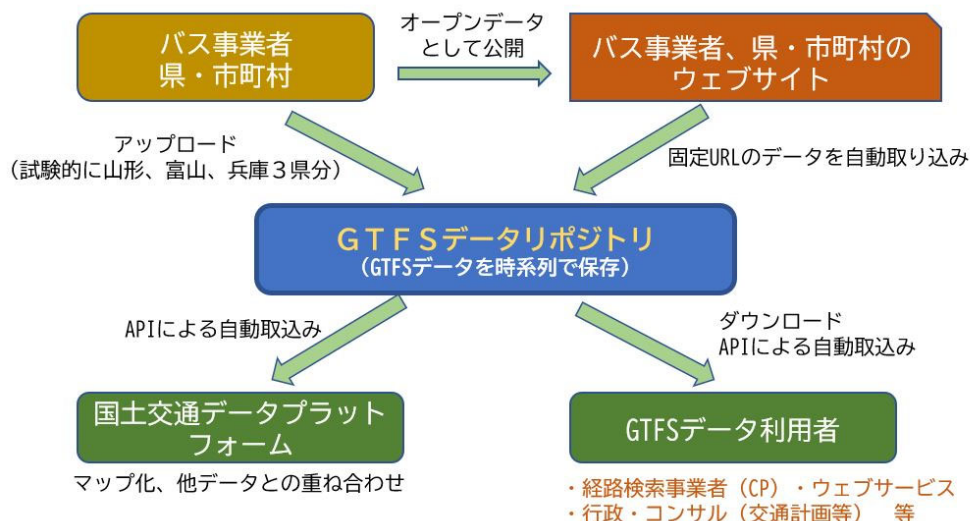 バス事業者
県・市町村
オープンデータ
として公開
バス事業者、県・市町村の
ウェブサイト
アップロード
（試験的に山形、富山、兵庫３県分）
固定URLのデータを自動取り込み
ＧＴＦＳデータリポジトリ
（GTFSデータを時系列で保存）
APIによる自動取込み
ダウンロード
APIによる自動取込み
国土交通データプラット
フォーム
マップ化、他データとの重ね合わせ
GTFSデータ利用者
・経路検索事業者（CP）・ウェブサービス
・行政・コンサル（交通計画等）　等